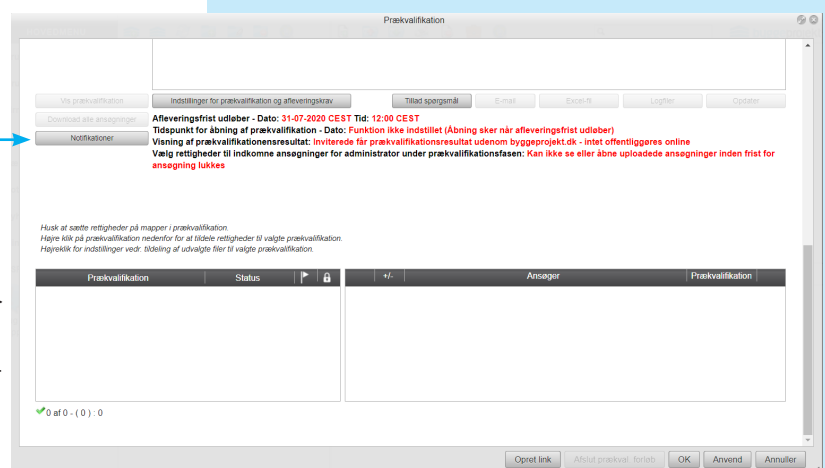 Prækvalifikation
Vis prækvalifikation
Indstillinger for prækvalifikation og afleveringskrav
Tillad spørgsmål
E-mail
Excel-fil
Logfiler
Opdater
Download alle ansøgninger
Notifikationer
Afleveringsfrist udløber - Dato: 31-07-2020 CEST Tid: 12:00 CEST
Tidspunkt for åbning af prækvalifikation - Dato: Funktion ikke indstillet (Åbning sker når afleveringsfrist udløber)
Visning af prækvalifikationensresultat: Inviterede får prækvalifikationsresultat udenom byggeprojekt.dk - intet offentliggøres online
Vælg rettigheder til indkomne ansøgninger for administrator under prækvalifikationsfasen: Kan ikke se eller åbne uploadede ansøgninger inden frist for
ansøgning lukkes
Husk at sætte rettigheder på mapper i prækvalifikation.
Højre klik på prækvalifikation nedenfor for at tildele rettigheder til valgte prækvalifikation.
Højreklik for indstillinger vedr. tildeling af udvalgte filer til valgte prækvalifikation.
Prækvalifikation Status
+/- Ansøger Prækvalifikation
0 af 0 - ( 0 ) : 0
Opret link Afslut prækval. forløb OK Anvend Annuller